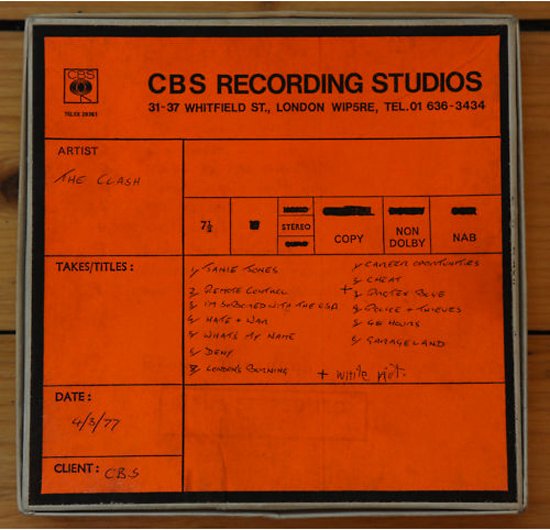 CBS
TELEX 28361
CBS RECORDING STUDIOS
31-37 WHITFIELD ST., LONDON WIP5RE, TEL. 01 636-3434
ARTIST
THE CLASH
7½
STEREO
COPY
NON DOLBY
NAB
TAKES/TITLES:
1/ JANIE JONES
2/ REMOTE CONTROL
3/ I'M SO BORED WITH THE USA
4/ HATE + WAR
5/ WHATS MY NAME
6/ DENY
7/ LONDON'S BURNING
1/ CAREER OPORTUNITIES
2/ CHEAT
+ 3/ PROTEX BLUE
4/ POLICE + THIEVES
5/ 48 HOURS
6/ GARAGELAND
+ white riot.
DATE:
4/3/77
CLIENT: CBS